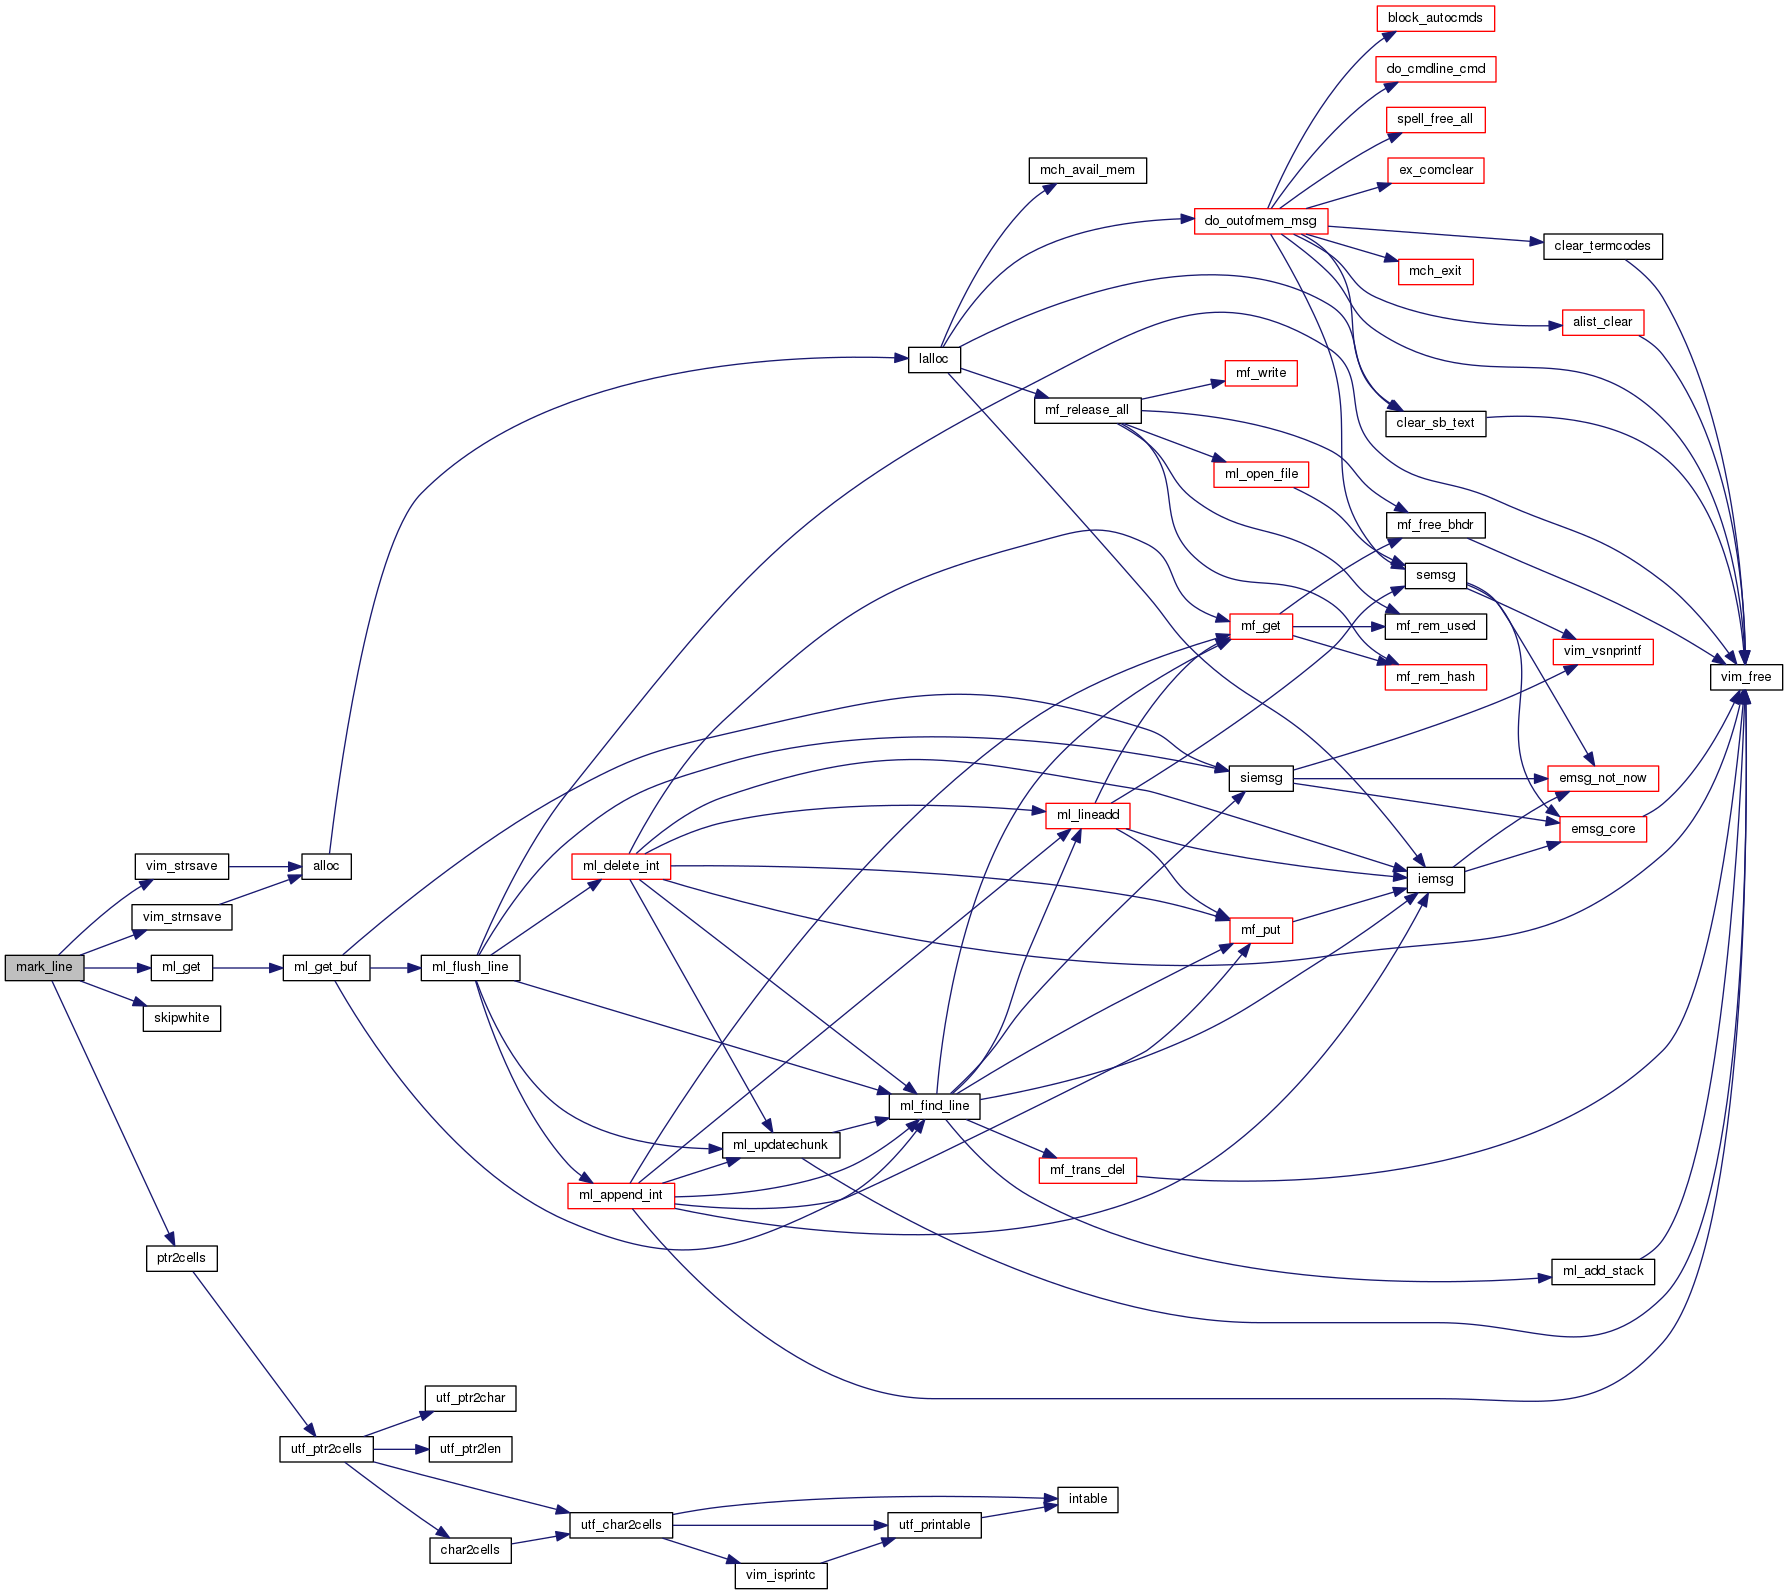 block_autocmds
do_cmdline_cmd
spell_free_all
mch_avail_mem
ex_comclear
do_outofmem_msg
clear_termcodes
mch_exit
alist_clear
lalloc
mf_write
mf_release_all
clear_sb_text
ml_open_file
mf_free_bhdr
semsg
mf_get
mf_rem_used
vim_vsnprintf
mf_rem_hash
vim_free
siemsg
emsg_not_now
ml_lineadd
emsg_core
vim_strsave
alloc
ml_delete_int
iemsg
vim_strnsave
mf_put
mark_line
ml_get
ml_get_buf
ml_flush_line
skipwhite
ml_find_line
ml_updatechunk
mf_trans_del
ml_append_int
ptr2cells
ml_add_stack
utf_ptr2char
utf_ptr2cells
utf_ptr2len
intable
utf_char2cells
utf_printable
char2cells
vim_isprintc